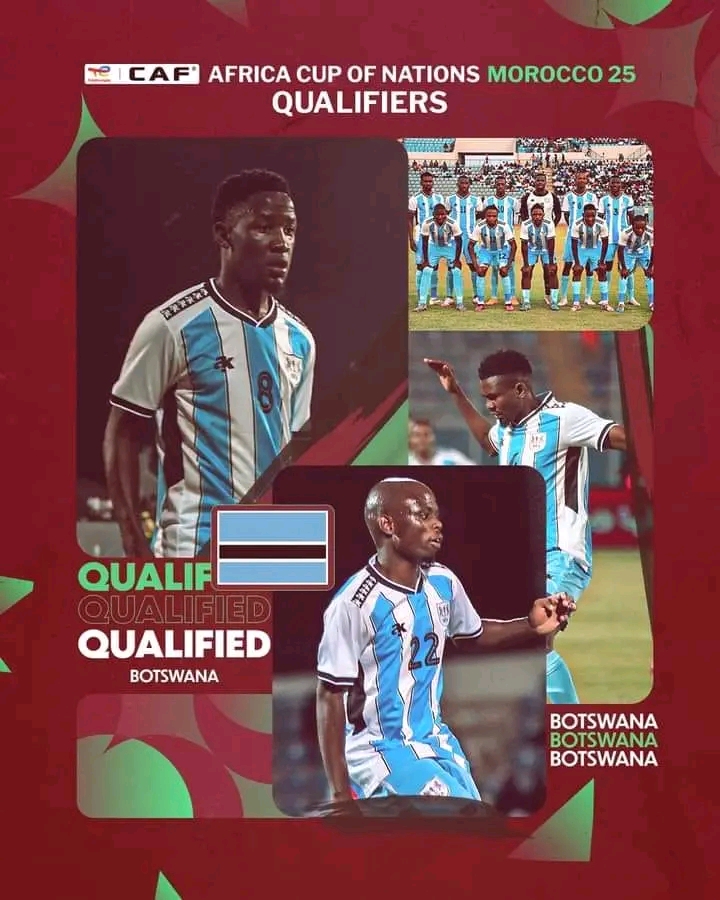 CAF AFRICA CUP OF NATIONS MOROCCO 25
QUALIFIERS
8
QUALIF
QUALIFIED
QUALIFIED
BOTSWANA
22
BOTSWANA
BOTSWANA
BOTSWANA